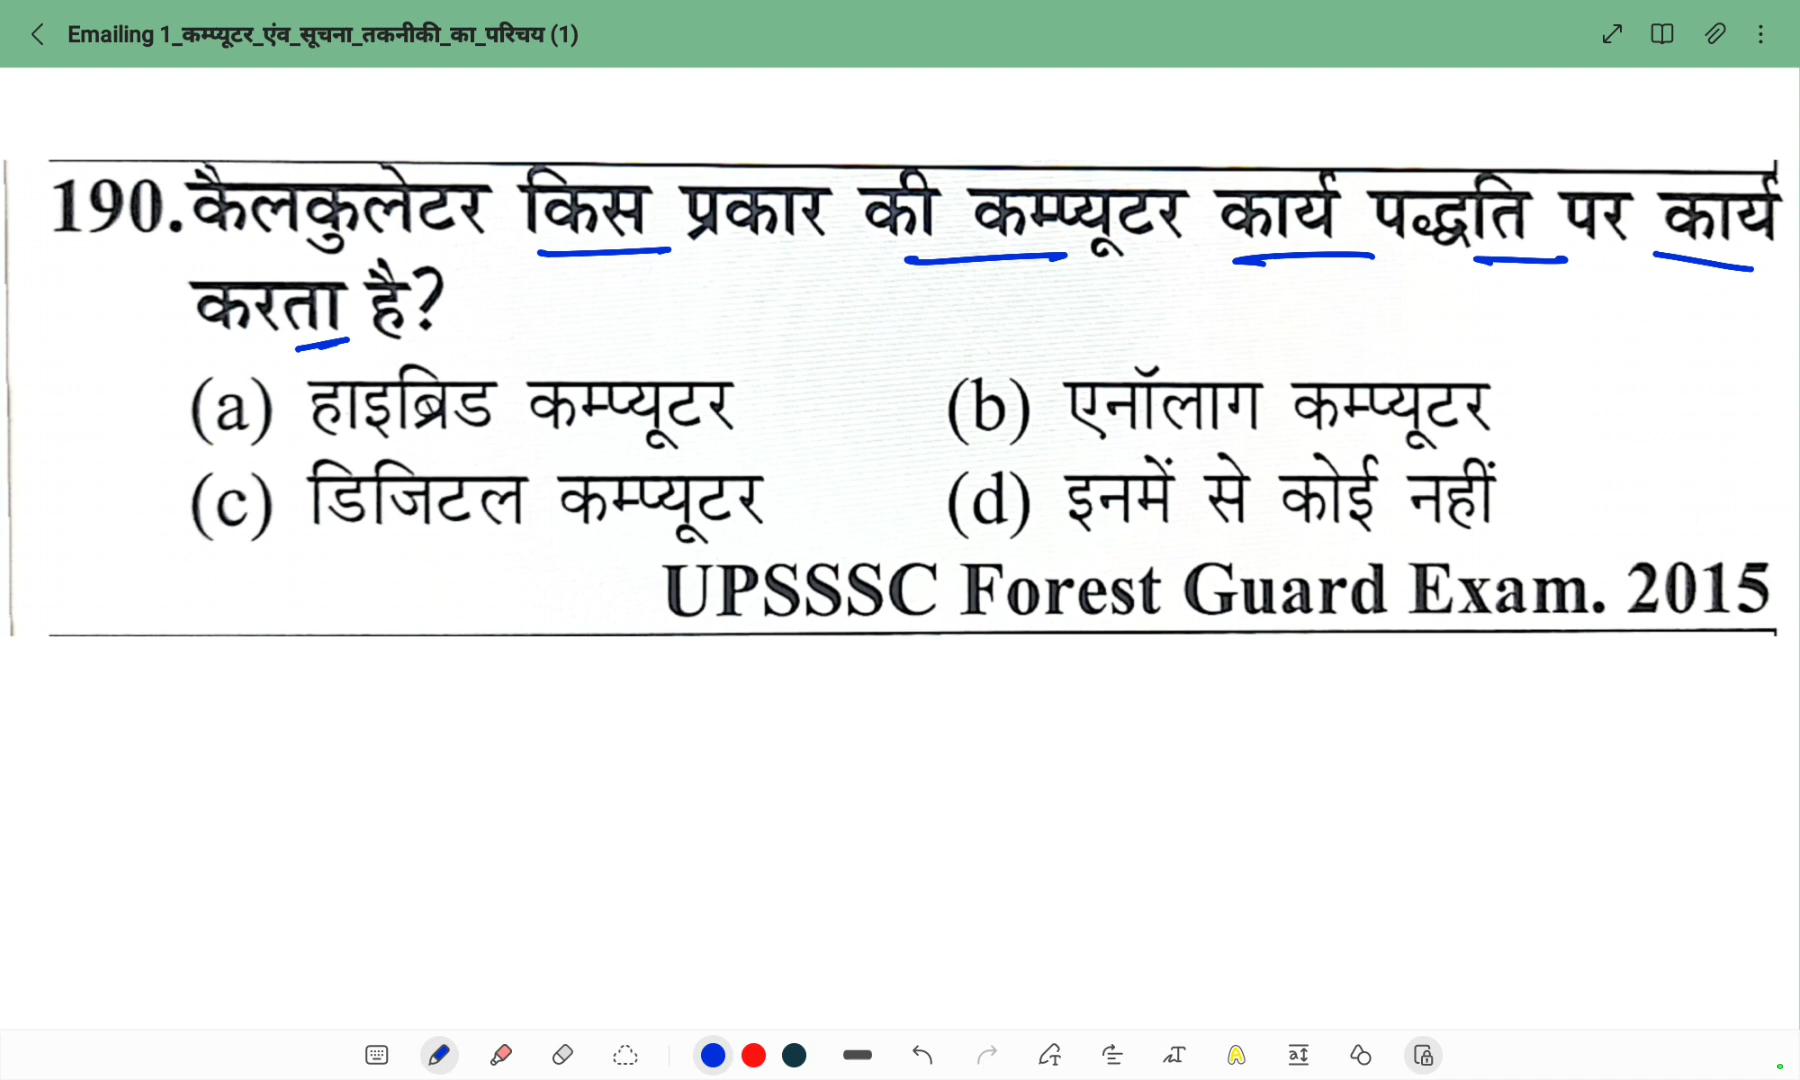 Emailing 1_कम्प्यूटर_एंव_सूचना_तकनीकी_का_परिचय (1)
190. कैलकुलेटर किस प्रकार की कम्प्यूटर कार्य पद्धति पर कार्य
करता है?
(a) हाइब्रिड कम्प्यूटर (b) एनॉलाग कम्प्यूटर
(c) डिजिटल कम्प्यूटर (d) इनमें से कोई नहीं
UPSSSC Forest Guard Exam. 2015